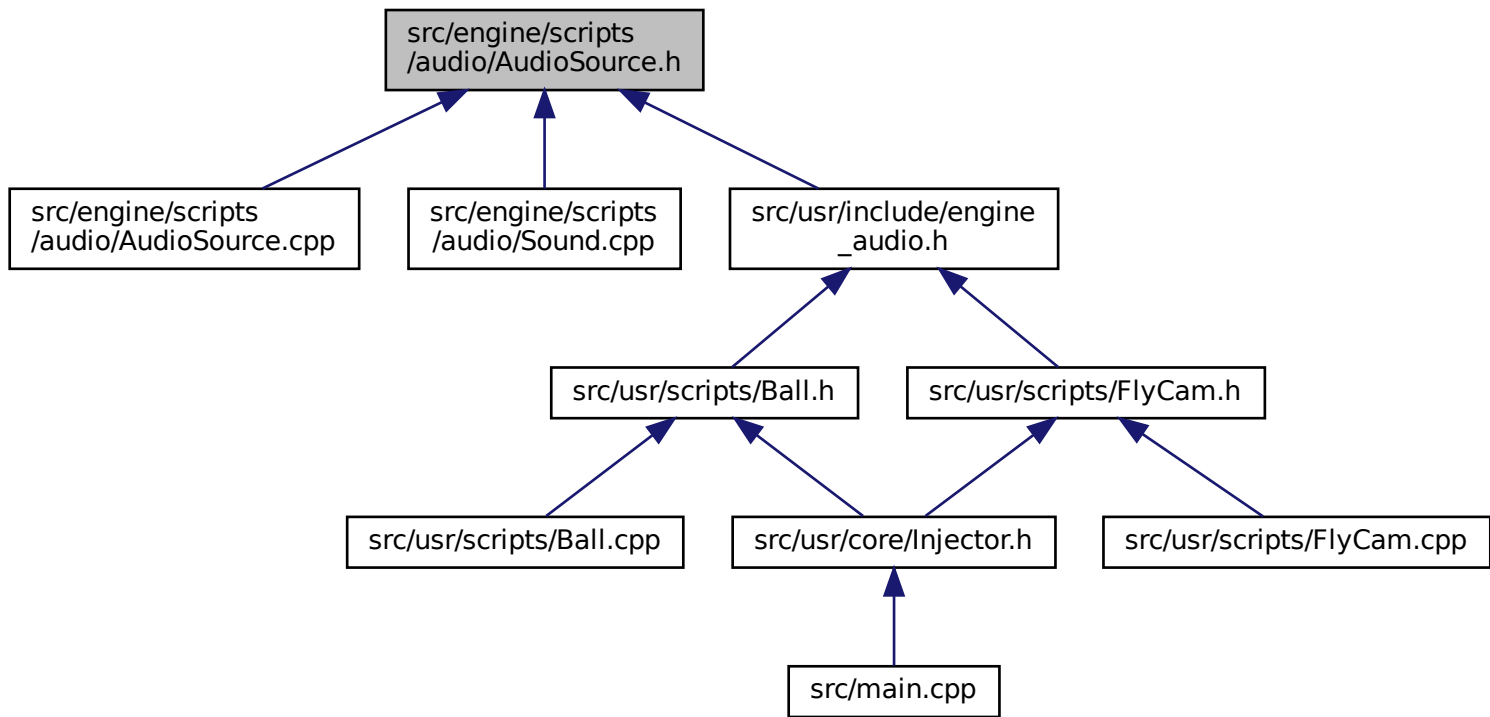 src/engine/scripts
/audio/AudioSource.h
src/engine/scripts
/audio/AudioSource.cpp
src/engine/scripts
/audio/Sound.cpp
src/usr/include/engine
_audio.h
src/usr/scripts/Ball.h
src/usr/scripts/FlyCam.h
src/usr/scripts/Ball.cpp
src/usr/core/Injector.h
src/usr/scripts/FlyCam.cpp
src/main.cpp